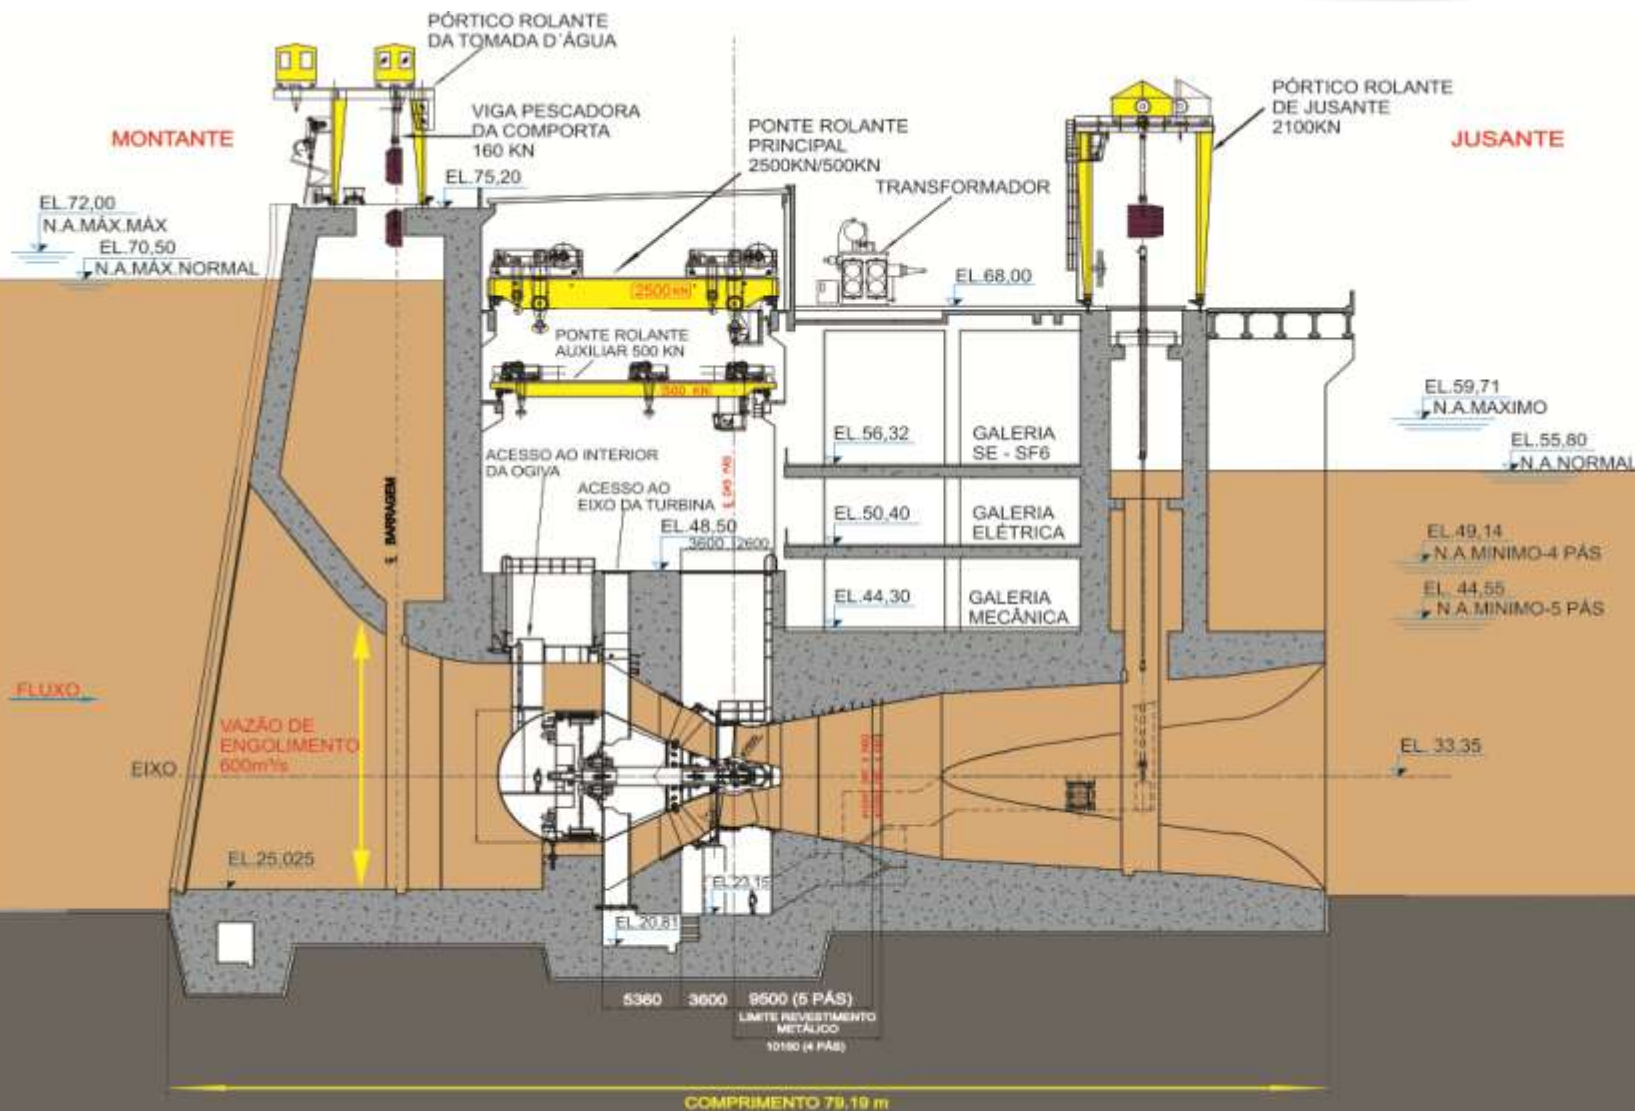 PÓRTICO ROLANTE
DA TOMADA D´ÁGUA
MONTANTE
VIGA PESCADORA
DA COMPORTA
160 KN
PONTE ROLANTE
PRINCIPAL
2500KN/500KN
TRANSFORMADOR
PÓRTICO ROLANTE
DE JUSANTE
2100KN
JUSANTE
EL.75,20
EL.72,00
N.A.MÁX.MÁX
EL.70,50
N.A.MÁX.NORMAL
2500 KN
EL.68,00
PONTE ROLANTE
AUXILIAR 500 KN
500 KN
EL.59,71
N.A.MAXIMO
EL.55,80
N.A.NORMAL
EL.56,32
GALERIA
SE - SF6
ACESSO AO INTERIOR
DA OGIVA
ACESSO AO
EIXO DA TURBINA
℄ DAS PÁS
℄ BARRAGEM
EL.48,50
3600
2600
EL.50,40
GALERIA
ELÉTRICA
EL.49,14
N.A.MINIMO-4 PÁS
EL. 44,55
N.A.MINIMO-5 PÁS
EL.44,30
GALERIA
MECÂNICA
FLUXO
VAZÃO DE
ENGOLIMENTO
600m³/s
EIXO
EL. 33,35
EL.25,025
EL.23,15
EL.20,81
5360
3600
9500 (5 PÁS)
LIMITE REVESTIMENTO
METÁLICO
10160 (4 PÁS)
COMPRIMENTO 79.19 m